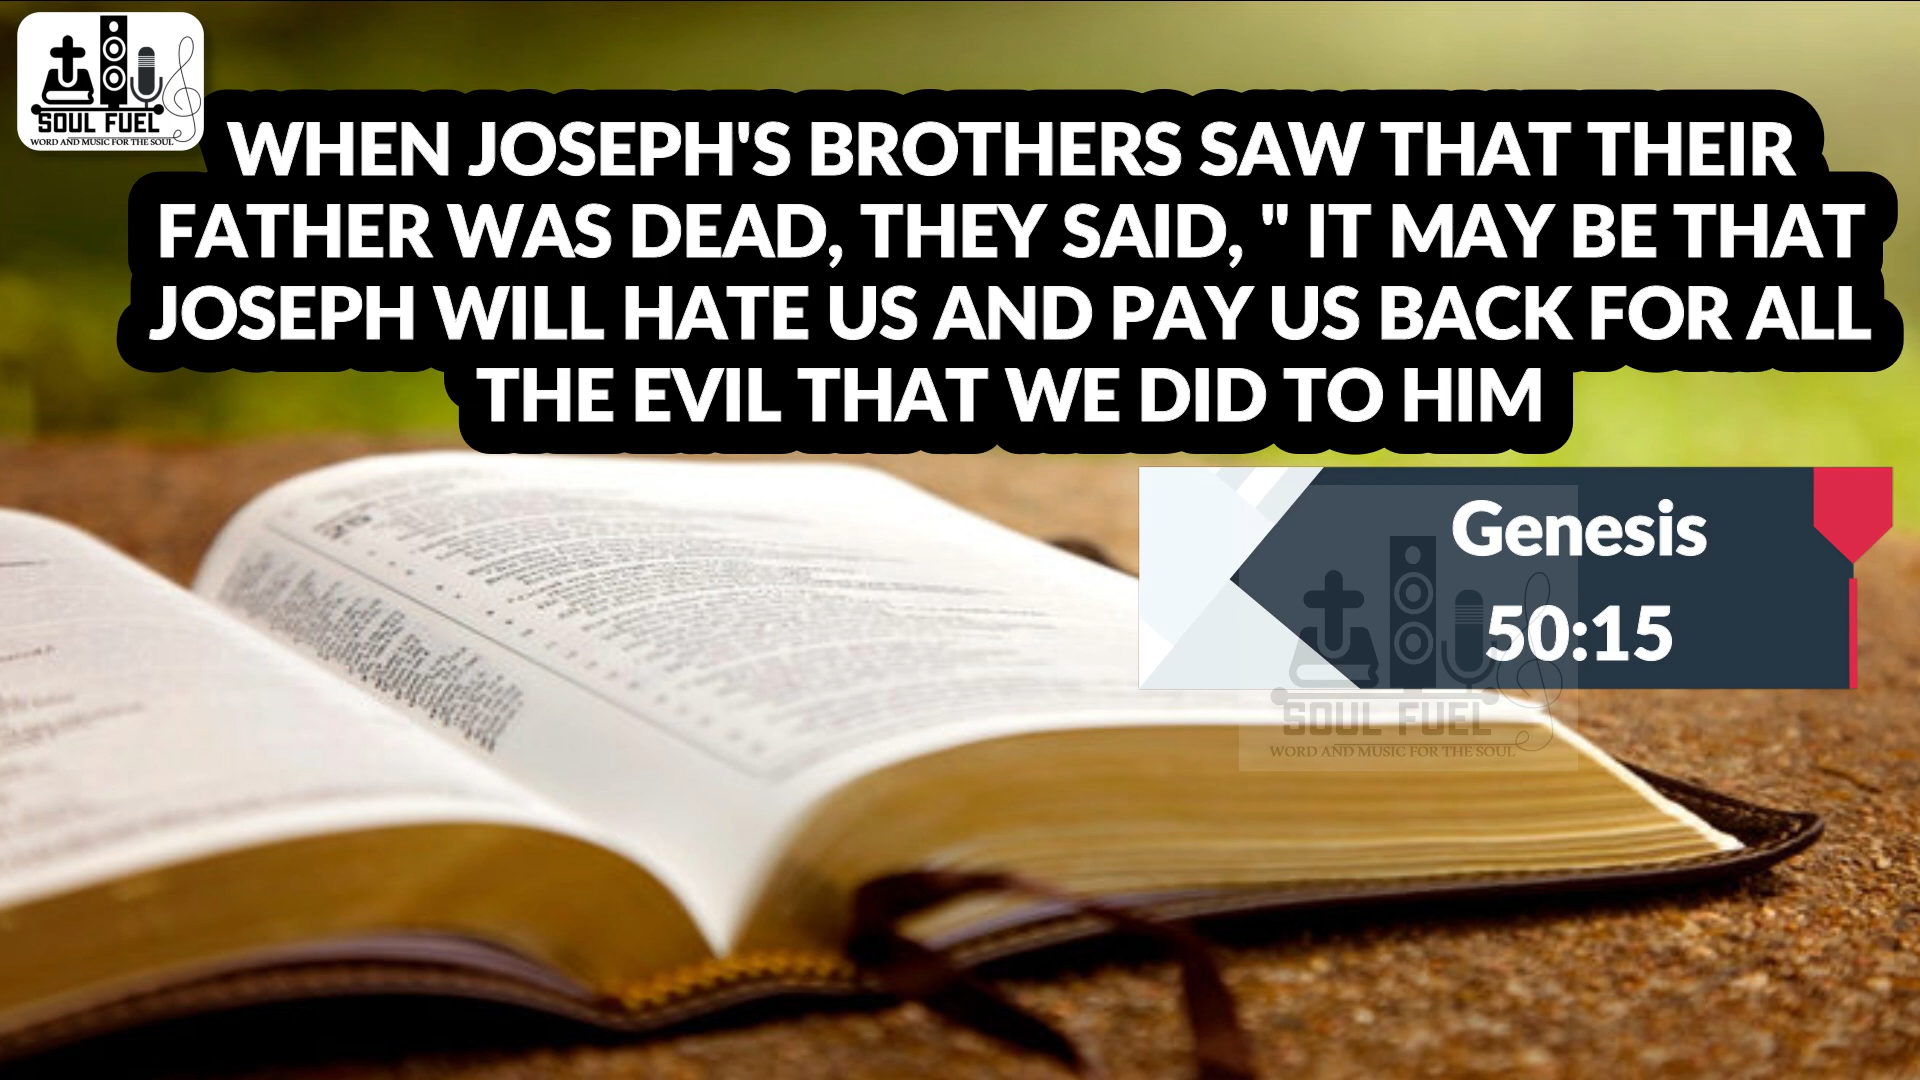 SOUL FUEL
WORD AND MUSIC FOR THE SOUL
WHEN JOSEPH'S BROTHERS SAW THAT THEIR
FATHER WAS DEAD, THEY SAID, " IT MAY BE THAT
JOSEPH WILL HATE US AND PAY US BACK FOR ALL
THE EVIL THAT WE DID TO HIM
Genesis
50:15
SOUL FUEL
WORD AND MUSIC FOR THE SOUL